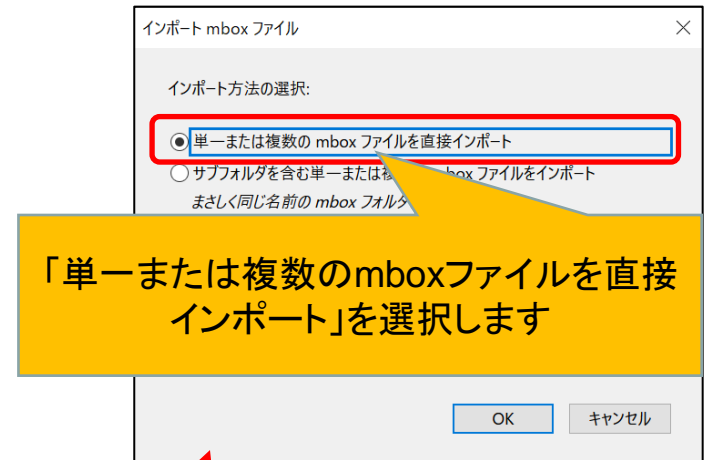 インポート mbox ファイル
インポート方法の選択:
単一または複数の mbox ファイルを直接インポート
サブフォルダを含む単一または複 box ファイルをインポート
まさしく同じ名前の mbox フォルダ
「単一または複数のmboxファイルを直接
インポート」を選択します
OK キャンセル